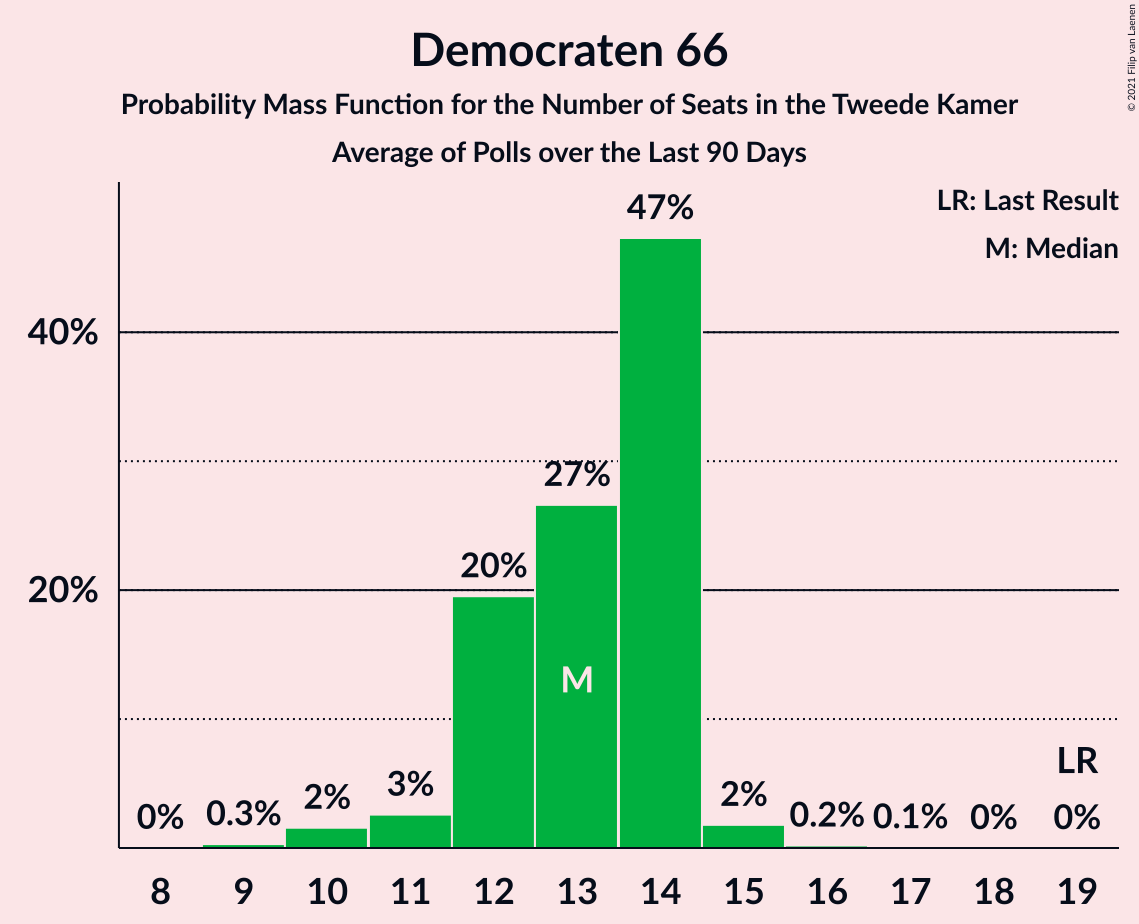 Democraten 66
Probability Mass Function for the Number of Seats in the Tweede Kamer
Average of Polls over the Last 90 Days
© 2021 Filip van Laenen
LR: Last Result
M: Median
47%
40%
27%
20%
20%
M
LR
0%
0.3%
2%
3%
2%
0.2%
0.1%
0%
0%
8 9 10 11 12 13 14 15 16 17 18 19